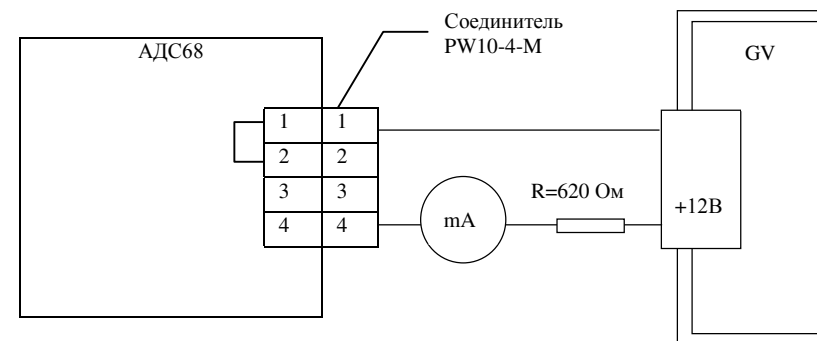 Соединитель
PW10-4-М
АДС68
GV
1 1
2 2
3 3
4 4
mA
R=620 Ом
+12В